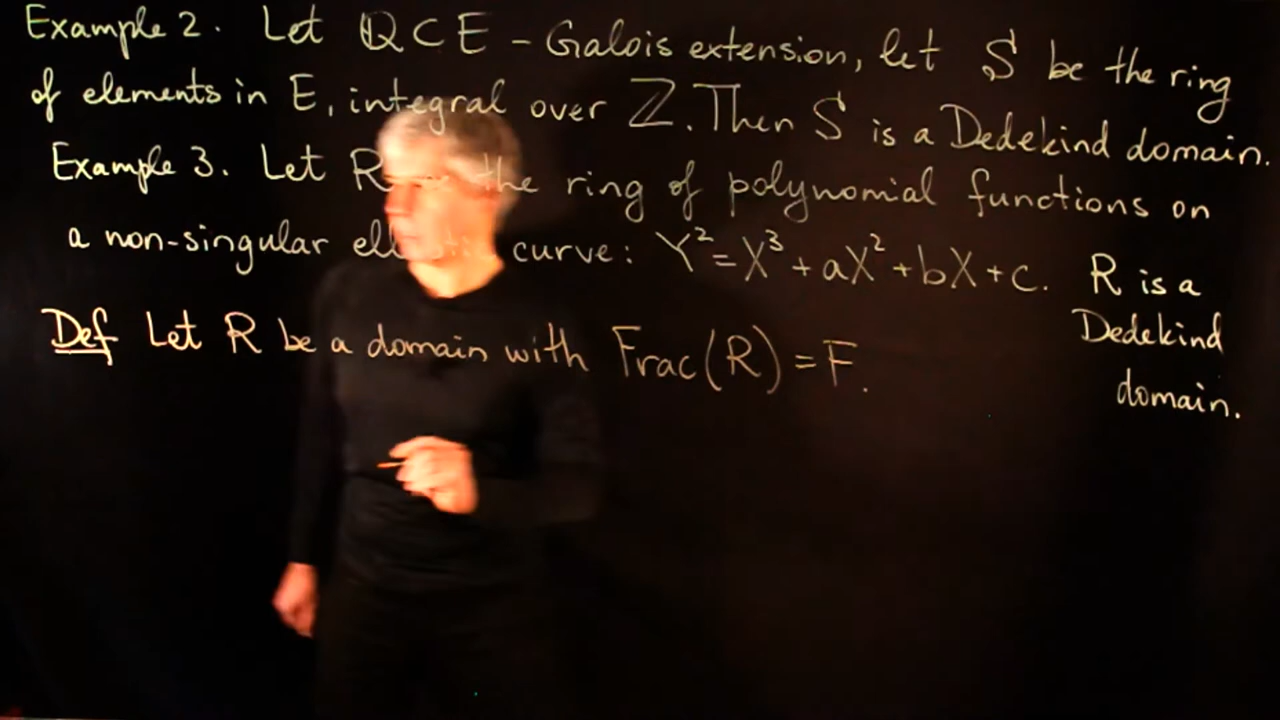 Example 2. Let ℚ ⊂ E - Galois extension, let S be the ring
of elements in E, integral over ℤ. Then S is a Dedekind domain.
Example 3. Let R the ring of polynomial functions on
a non-singular elliptic curve: Y² = X³ + aX² + bX + c. R is a
Dedekind
domain.
Def Let R be a domain with Frac(R) = F.